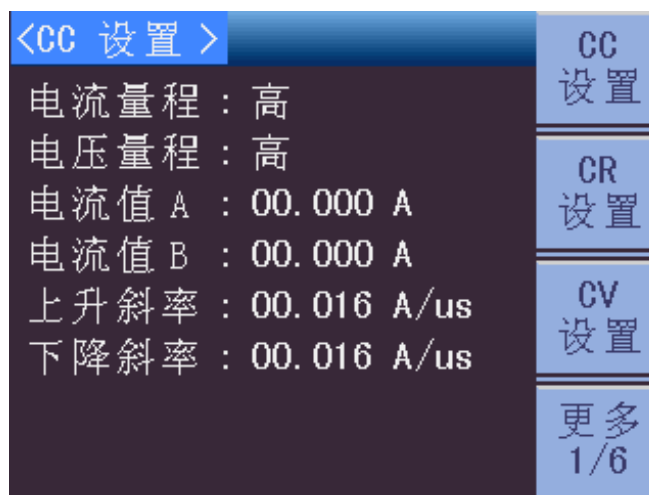 <CC 设置 >
电流量程 : 高
电压量程 : 高
电流值 A : 00.000 A
电流值 B : 00.000 A
上升斜率 : 00.016 A/us
下降斜率 : 00.016 A/us
CC
设置
CR
设置
CV
设置
更多
1/6